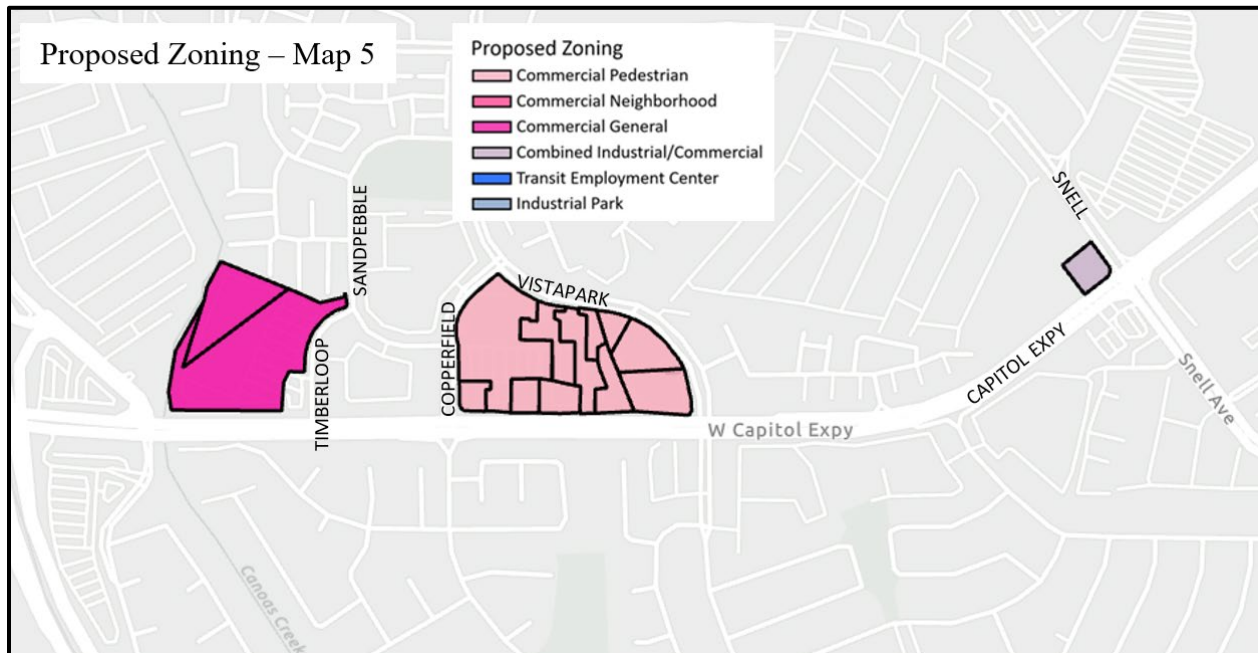 Proposed Zoning – Map 5
Proposed Zoning
Commercial Pedestrian
Commercial Neighborhood
Commercial General
Combined Industrial/Commercial
Transit Employment Center
Industrial Park
SANDPEBBLE
SNELL
VISTAPARK
COPPERFIELD
TIMBERLOOP
CAPITOL EXPY
Snell Ave
W Capitol Expy
Canoas Creek